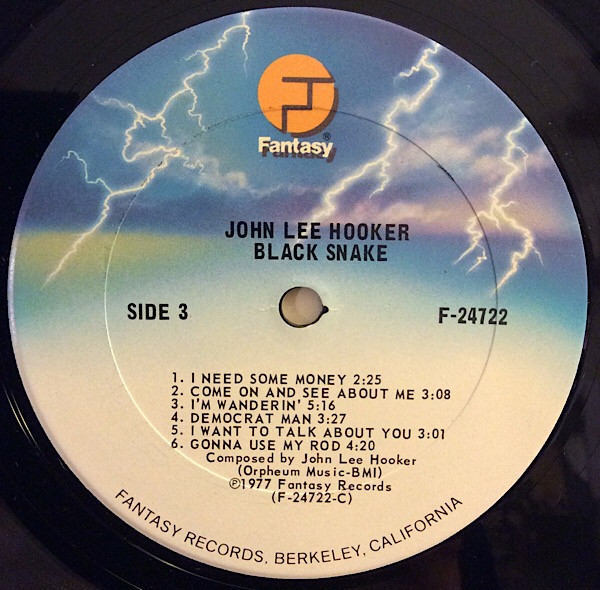 ®
Fantasy
JOHN LEE HOOKER
BLACK SNAKE
SIDE 3
F-24722
1. I NEED SOME MONEY 2:25
2. COME ON AND SEE ABOUT ME 3:08
3. I'M WANDERIN' 5:16
4. DEMOCRAT MAN 3:27
5. I WANT TO TALK ABOUT YOU 3:01
6. GONNA USE MY ROD 4:20
Composed by John Lee Hooker
(Orpheum Music-BMI)
℗1977 Fantasy Records
(F-24722-C)
FANTASY RECORDS, BERKELEY, CALIFORNIA